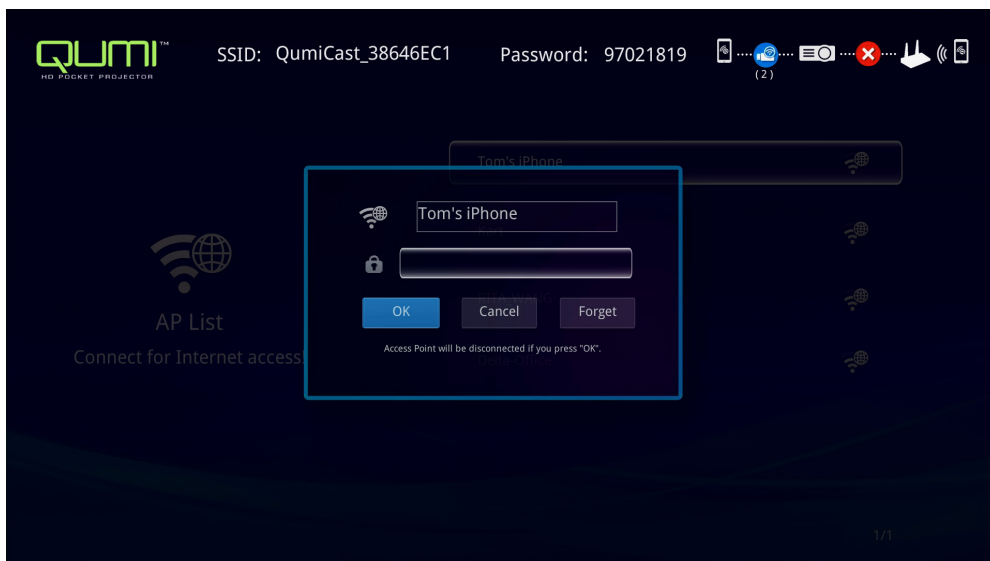 QUMI™
HD POCKET PROJECTOR
SSID: QumiCast_38646EC1 Password: 97021819
(2)
Tom's iPhone
Tom's iPhone
OK Cancel Forget
AP List
Access Point will be disconnected if you press "OK".
Connect for Internet access!
1/1